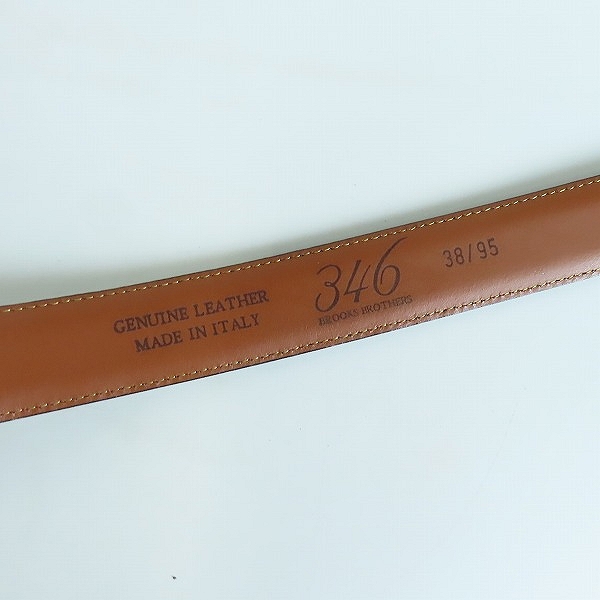 GENUINE LEATHER
MADE IN ITALY
346
BROOKS BROTHERS
38/95